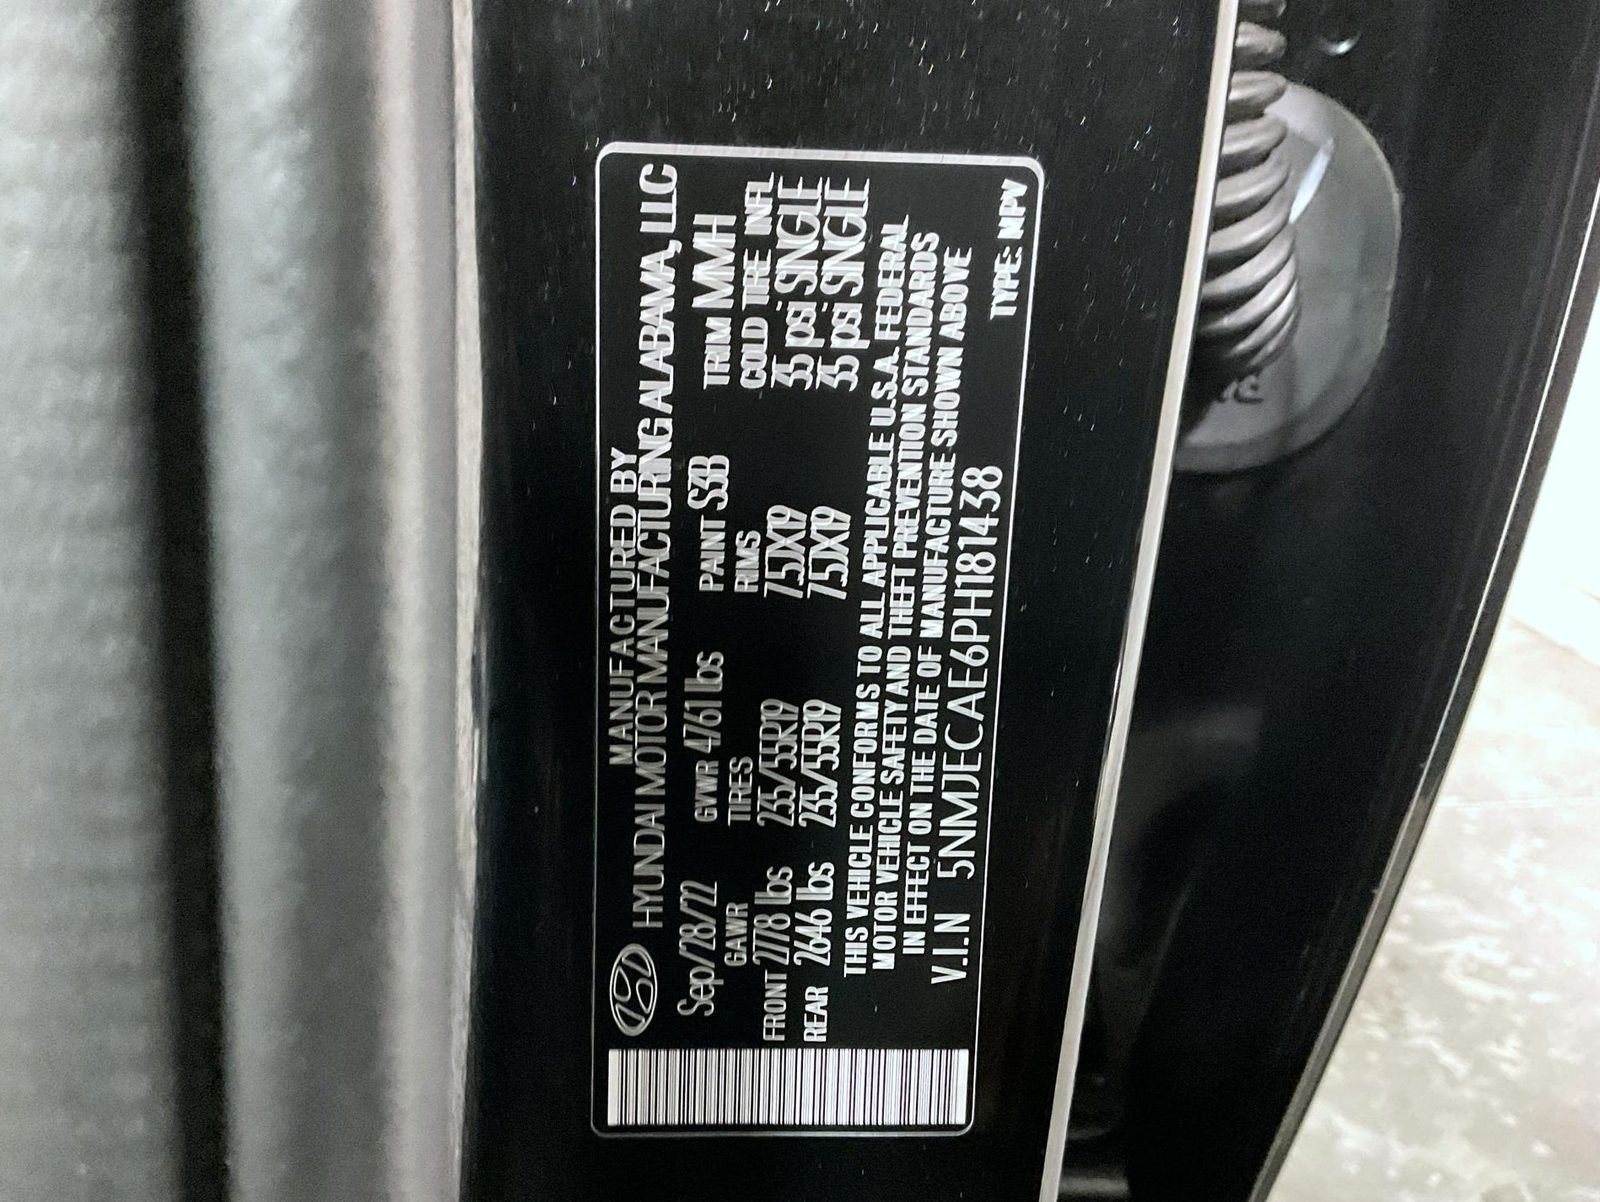 MANUFACTURED BY
HYUNDAI MOTOR MANUFACTURING ALABAMA, LLC
Sep/28/22 GVWR 4761 lbs PAINT S3B TRIM MMH
GAWR TIRES RIMS COLD TIRE INFL
FRONT 2778 lbs 235/55R19 7.5JX19 35 psi SINGLE
REAR 2646 lbs 235/55R19 7.5JX19 35 psi SINGLE
THIS VEHICLE CONFORMS TO ALL APPLICABLE U.S.A. FEDERAL
MOTOR VEHICLE SAFETY AND THEFT PREVENTION STANDARDS
IN EFFECT ON THE DATE OF MANUFACTURE SHOWN ABOVE
V.I.N 5NMJECAE6PH181438 TYPE: MPV